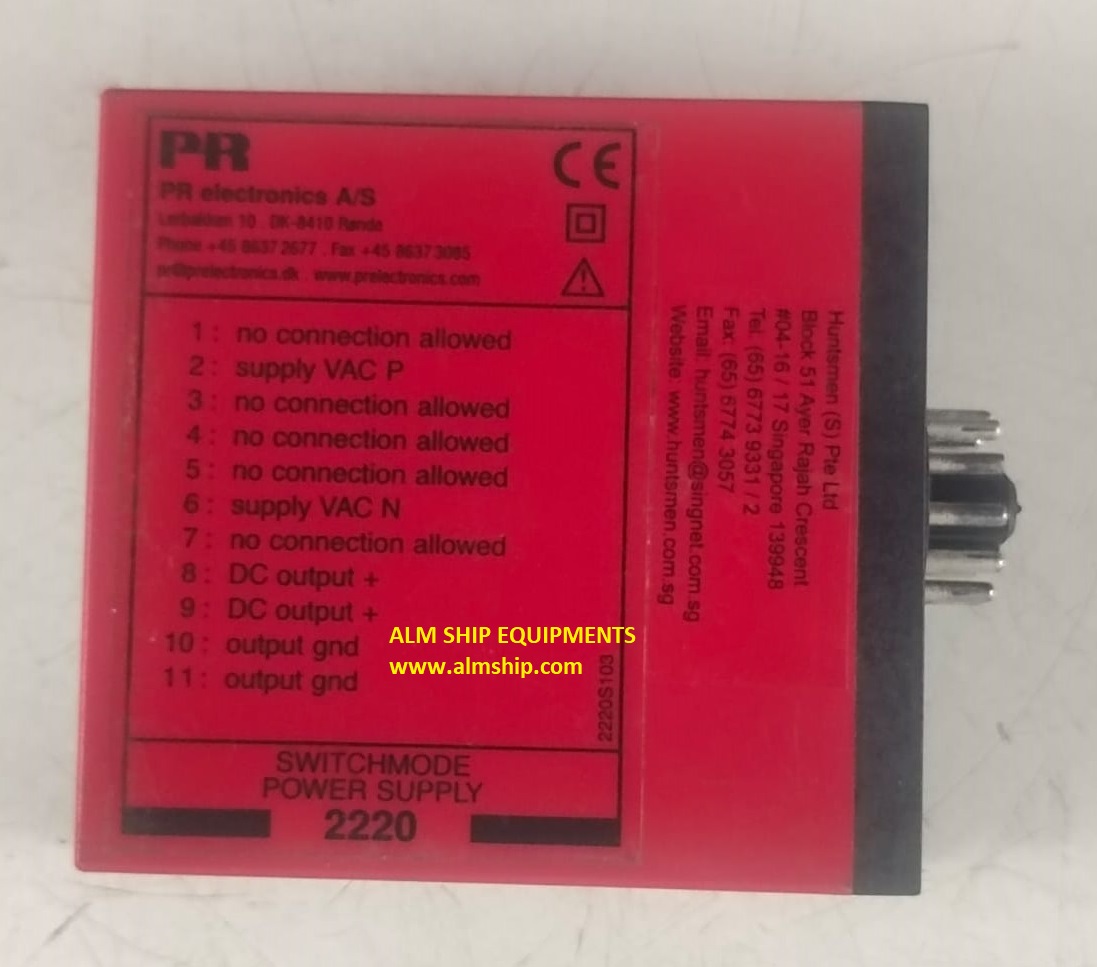 PR
PR electronics A/S
Lerbakken 10 . DK-8410 Rønde
Phone +45 86372677 . Fax +45 86373085
pr@prelectronics.dk . www.prelectronics.com
CE
1 : no connection allowed
2 : supply VAC P
3 : no connection allowed
4 : no connection allowed
5 : no connection allowed
6 : supply VAC N
7 : no connection allowed
8 : DC output +
9 : DC output +
10 : output gnd
11 : output gnd
2220S103
SWITCHMODE
POWER SUPPLY
2220
Huntsmen (S) Pte Ltd
Block 51 Ayer Rajah Crescent
#04-16 / 17 Singapore 139948
Tel: (65) 6773 9331 / 2
Fax: (65) 6774 3057
Email: huntsmen@singnet.com.sg
Website: www.huntsmen.com.sg
ALM SHIP EQUIPMENTS
www.almship.com